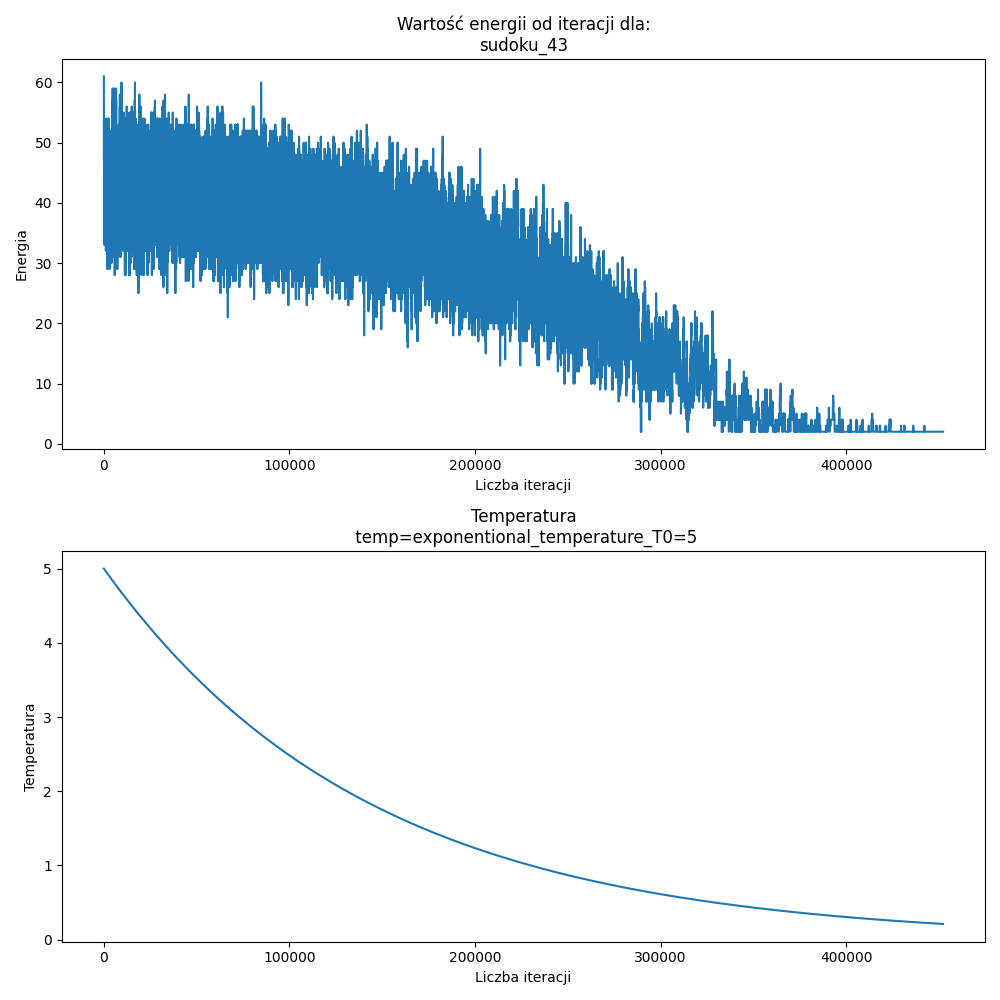 Wartość energii od iteracji dla:
sudoku_43
60
50
40
30
20
10
0
Energia
0 100000 200000 300000 400000
Liczba iteracji
Temperatura
temp=exponentional_temperature_T0=5
5
4
3
2
1
0
Temperatura
0 100000 200000 300000 400000
Liczba iteracji